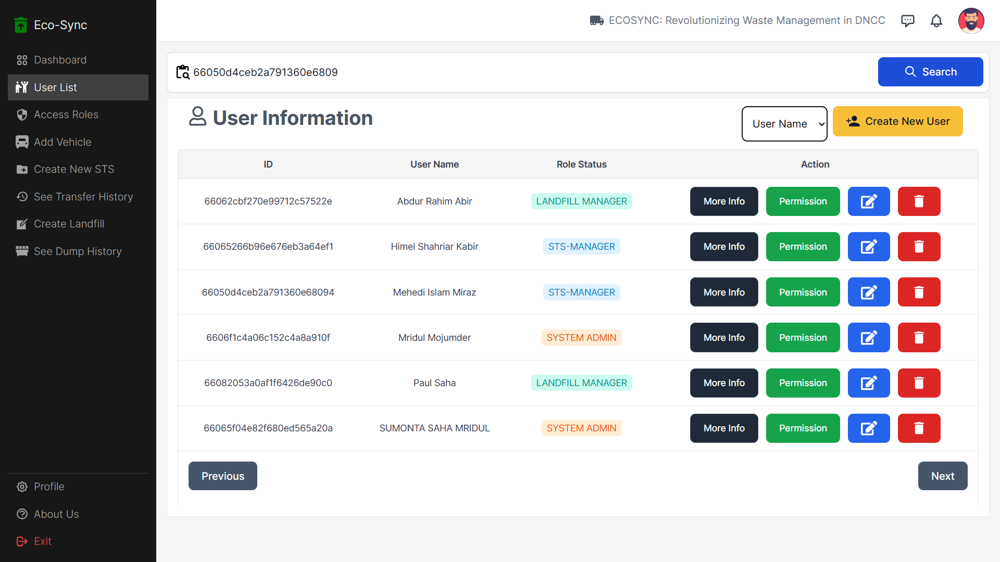 Eco-Sync
Dashboard
User List
Access Roles
Add Vehicle
Create New STS
See Transfer History
Create Landfill
See Dump History
Profile
About Us
Exit
ECOSYNC: Revolutionizing Waste Management in DNCC
66050d4ceb2a791360e6809
Search
User Information
User Name
Create New User
ID User Name Role Status Action
66062cbf270e99712c57522e Abdur Rahim Abir LANDFILL MANAGER More Info Permission
66065266b96e676eb3a64ef1 Himel Shahriar Kabir STS-MANAGER More Info Permission
66050d4ceb2a791360e68094 Mehedi Islam Miraz STS-MANAGER More Info Permission
6606f1c4a06c152c4a8a910f Mridul Mojumder SYSTEM ADMIN More Info Permission
66082053a0af1f6426de90c0 Paul Saha LANDFILL MANAGER More Info Permission
66065f04e82f680ed565a20a SUMONTA SAHA MRIDUL SYSTEM ADMIN More Info Permission
Previous Next